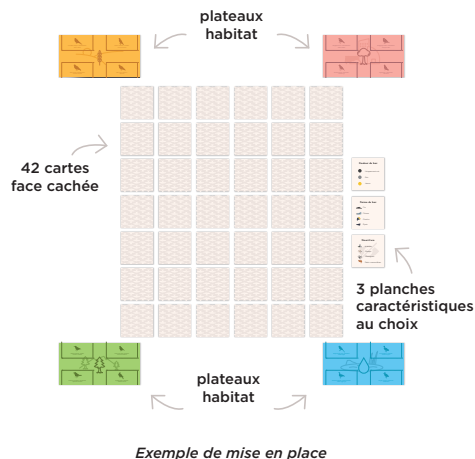 plateaux
habitat
42 cartes
face cachée
3 planches
caractéristiques
au choix
plateaux
habitat
Exemple de mise en place